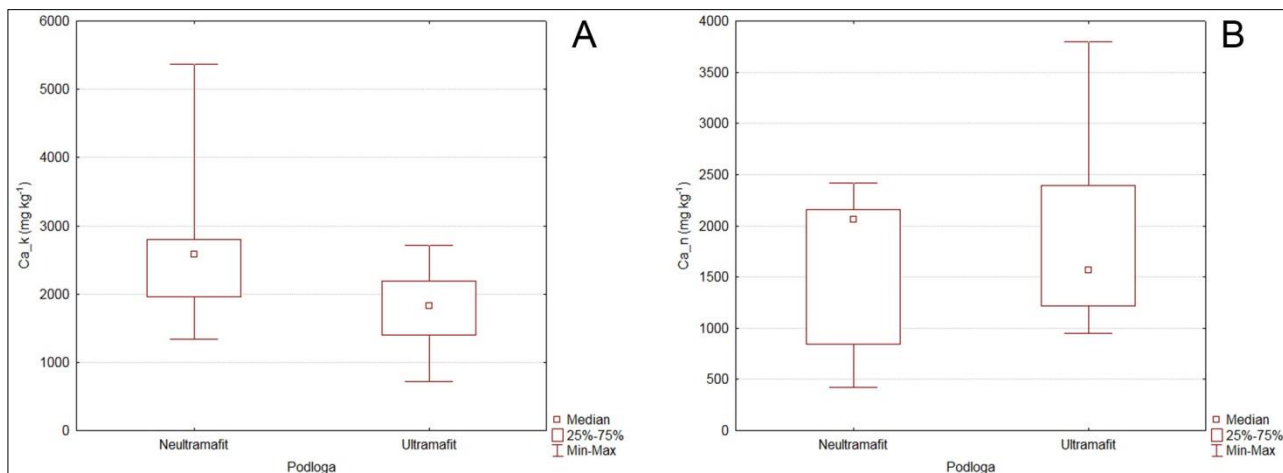 A
6000
5000
4000
3000
2000
1000
0
Ca_k (mg kg⁻¹)
Neultramafit
Ultramafit
Podloga
Median
25%-75%
Min-Max
B
4000
3500
3000
2500
2000
1500
1000
500
0
Ca_n (mg kg⁻¹)
Neultramafit
Ultramafit
Podloga
Median
25%-75%
Min-Max